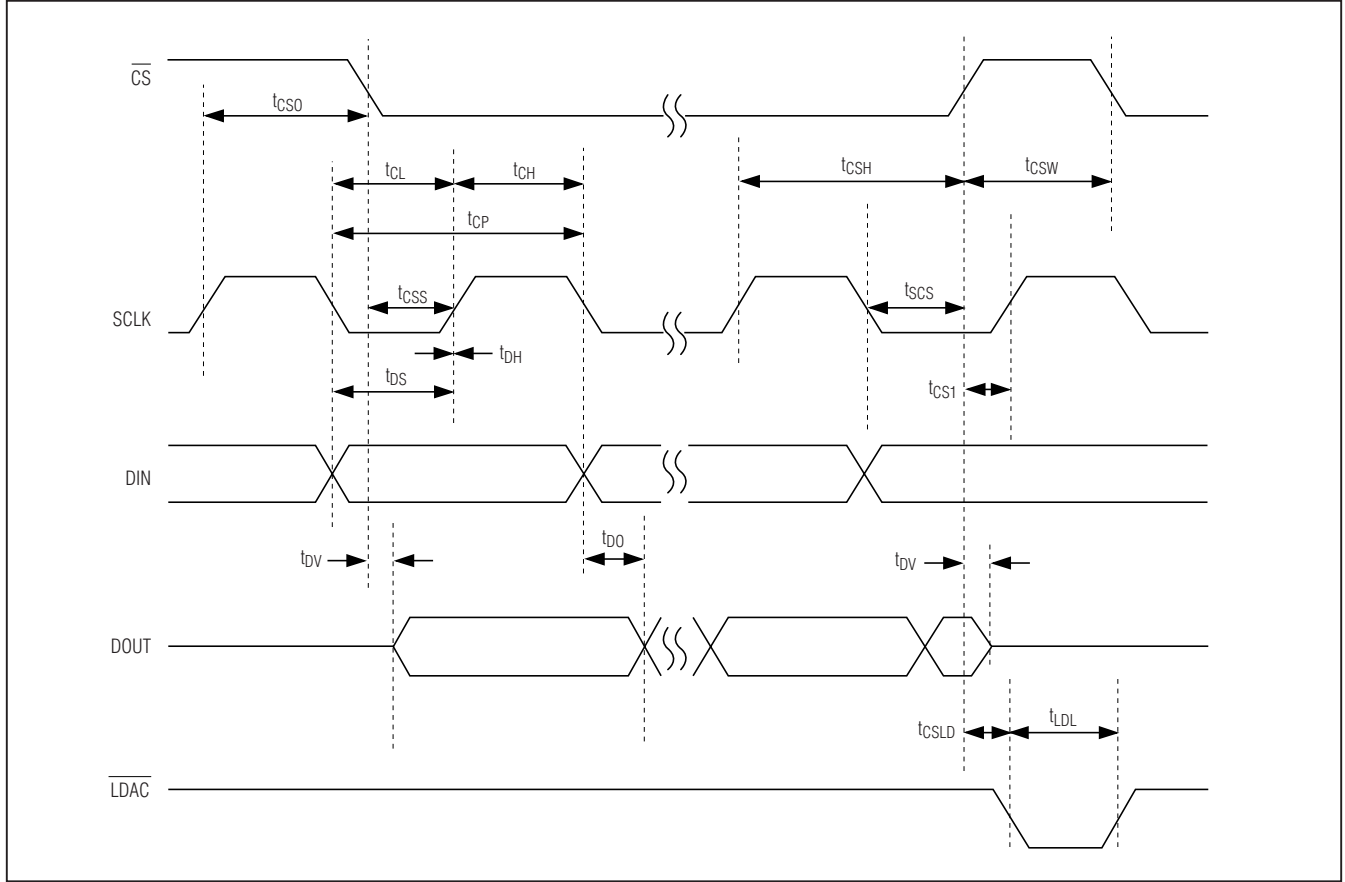 CS
tCS0
tCL
tCH
tCSH
tCSW
tCP
tCSS
tSCS
SCLK
tDH
tDS
tCS1
DIN
tDV
tDO
tDV
DOUT
tCSLD
tLDL
LDAC